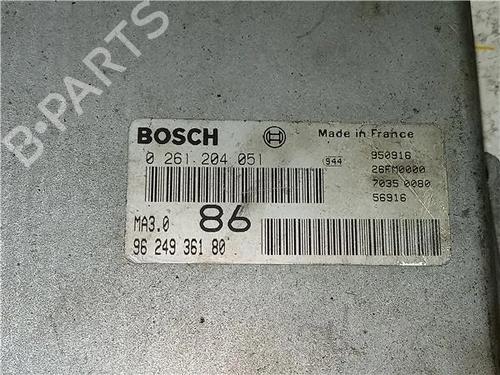 B-PARTS
BOSCH Made in France
0 261 204 051 944 950916
26FM0000
7035 0080
56916
MA3.0 86
96 249 361 80